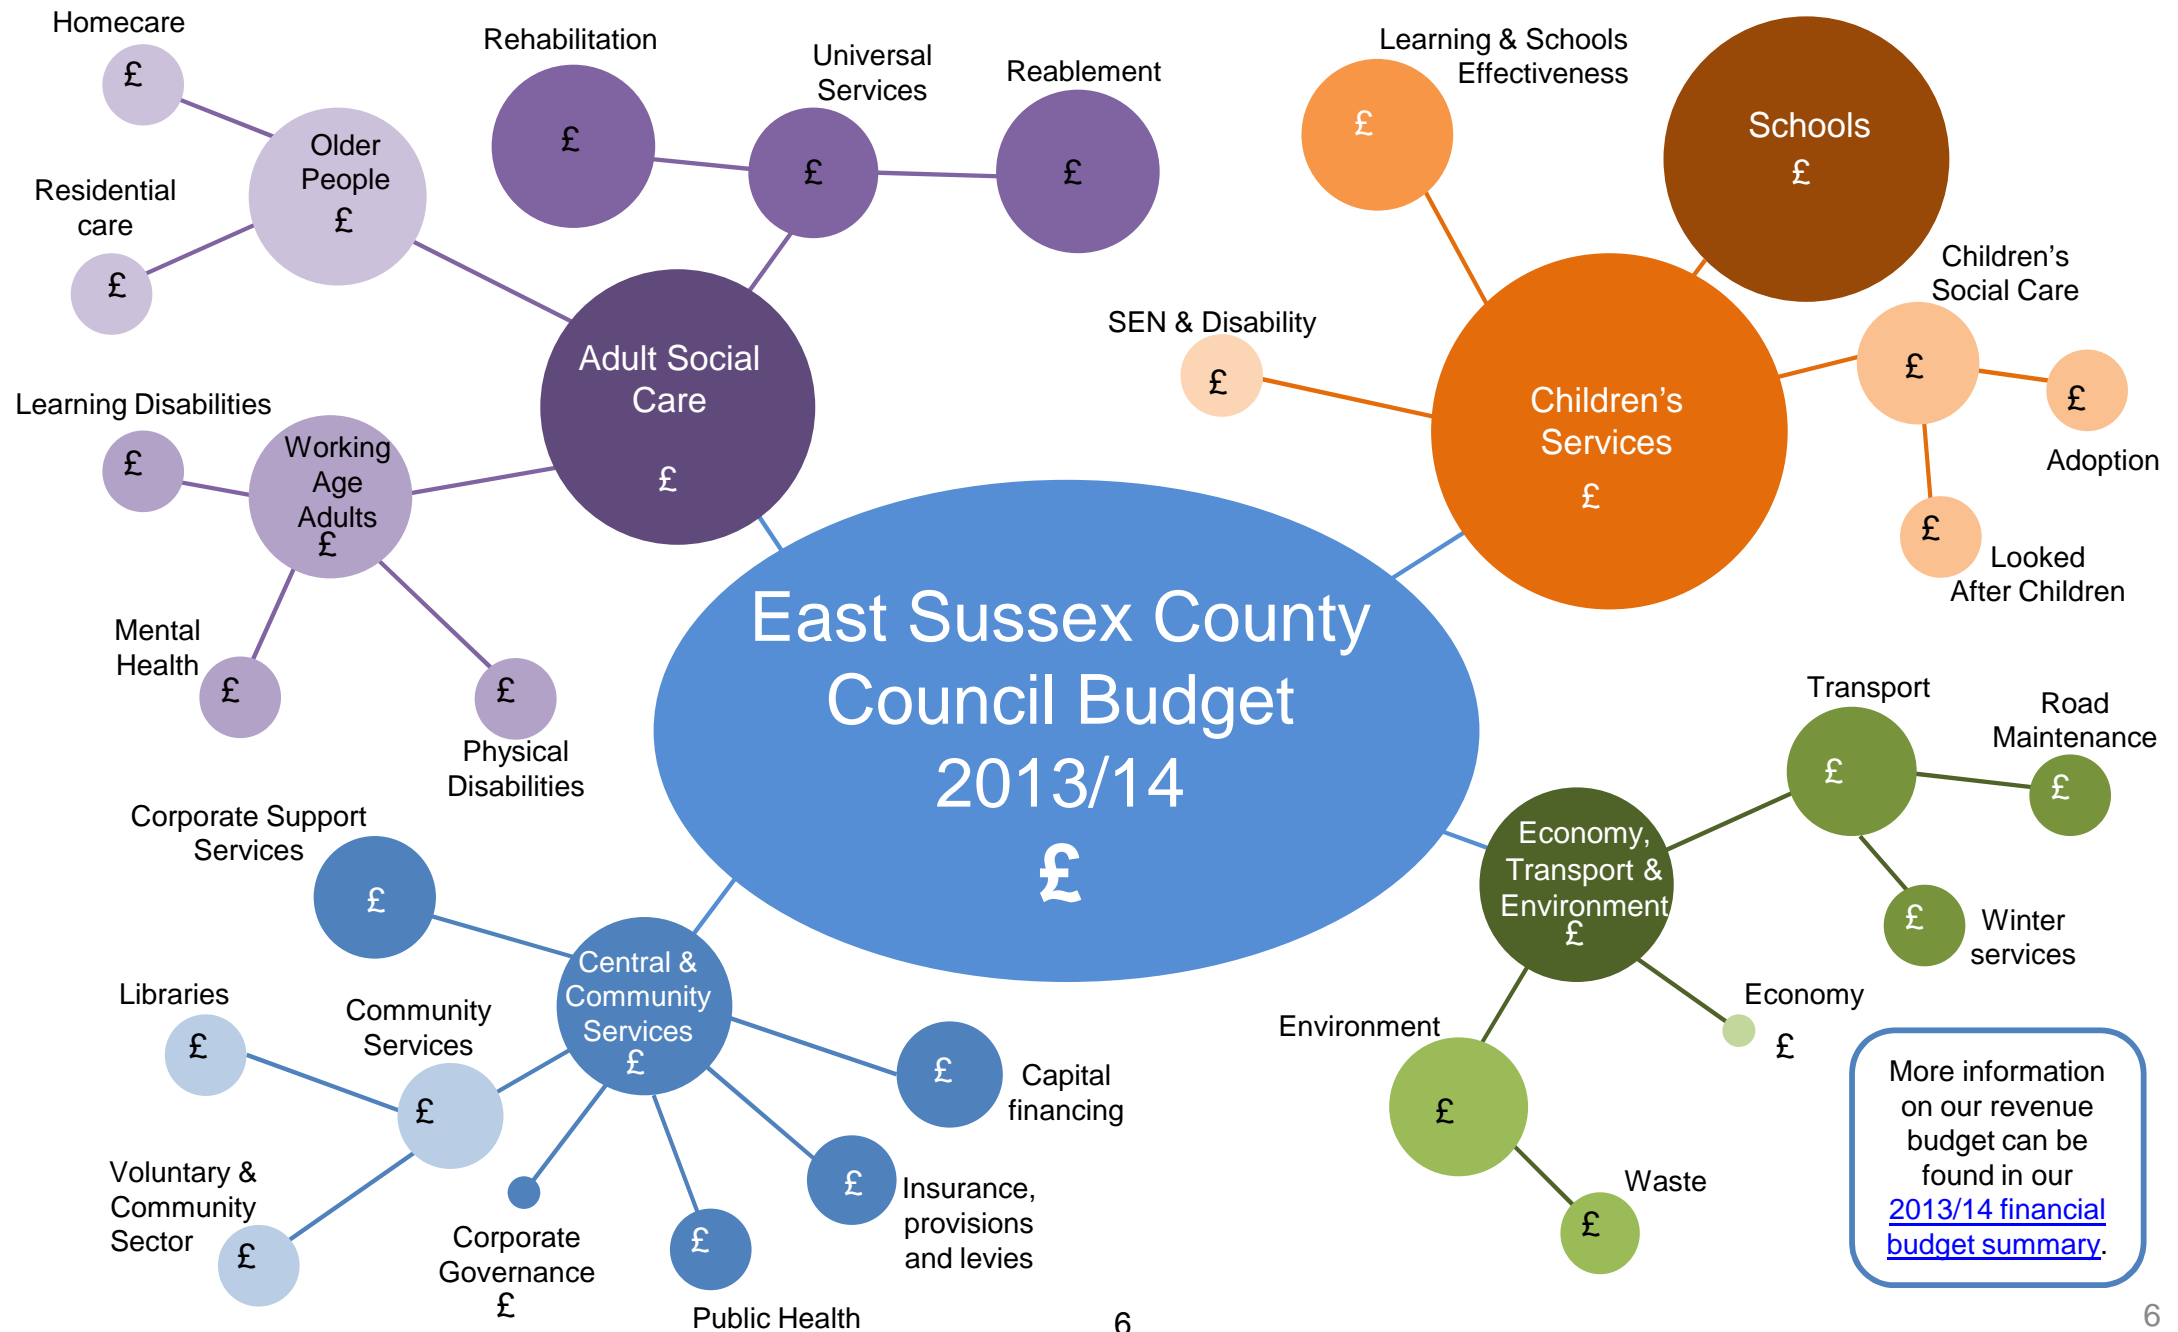 Homecare
£
Older
People
£
Residential
care
£
Rehabilitation
£
Universal
Services
£
Reablement
£
Adult Social
Care
£
Learning Disabilities
£
Working
Age
Adults
£
Mental
Health
£
£
Physical
Disabilities
Learning & Schools
Effectiveness
£
Schools
£
Children's
Social Care
£
£
Adoption
£
Looked
After Children
SEN & Disability
£
Children's
Services
£
East Sussex County
Council Budget
2013/14
£
Corporate Support
Services
£
Central &
Community
Services
£
Libraries
£
Community
Services
£
Voluntary &
Community
Sector
£
Corporate
Governance
£
£
Public Health
£
Insurance,
provisions
and levies
£
Capital
financing
Transport
£
Road
Maintenance
£
£
Winter
services
Economy,
Transport &
Environment
£
Economy
£
Environment
£
Waste
£
More information
on our revenue
budget can be
found in our
2013/14 financial
budget summary.
6
6